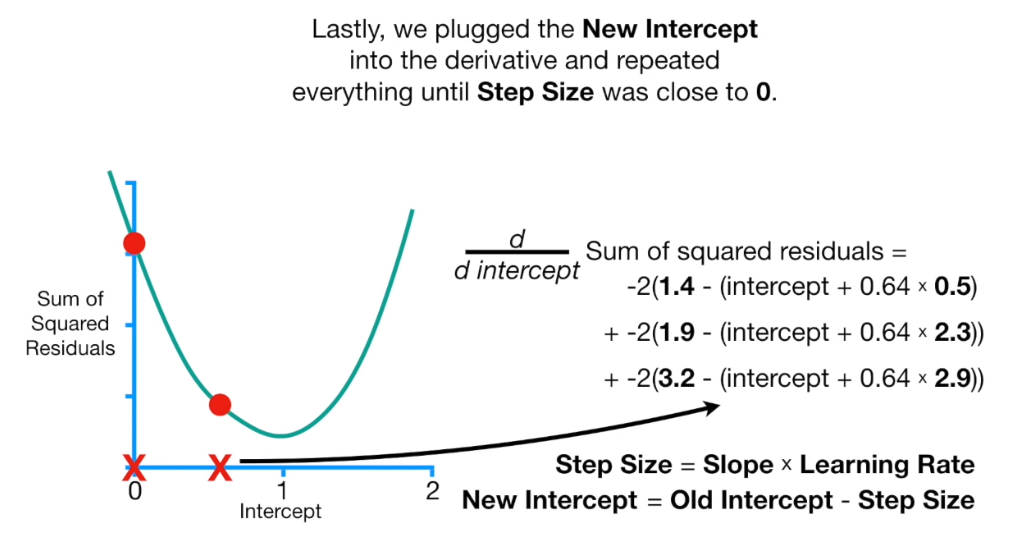 Lastly, we plugged the New Intercept
into the derivative and repeated
everything until Step Size was close to 0.
Sum of
Squared
Residuals
0
1
2
Intercept
d
d intercept
Sum of squared residuals =
-2(1.4 - (intercept + 0.64 × 0.5)
+ -2(1.9 - (intercept + 0.64 × 2.3))
+ -2(3.2 - (intercept + 0.64 × 2.9))
Step Size = Slope × Learning Rate
New Intercept = Old Intercept - Step Size